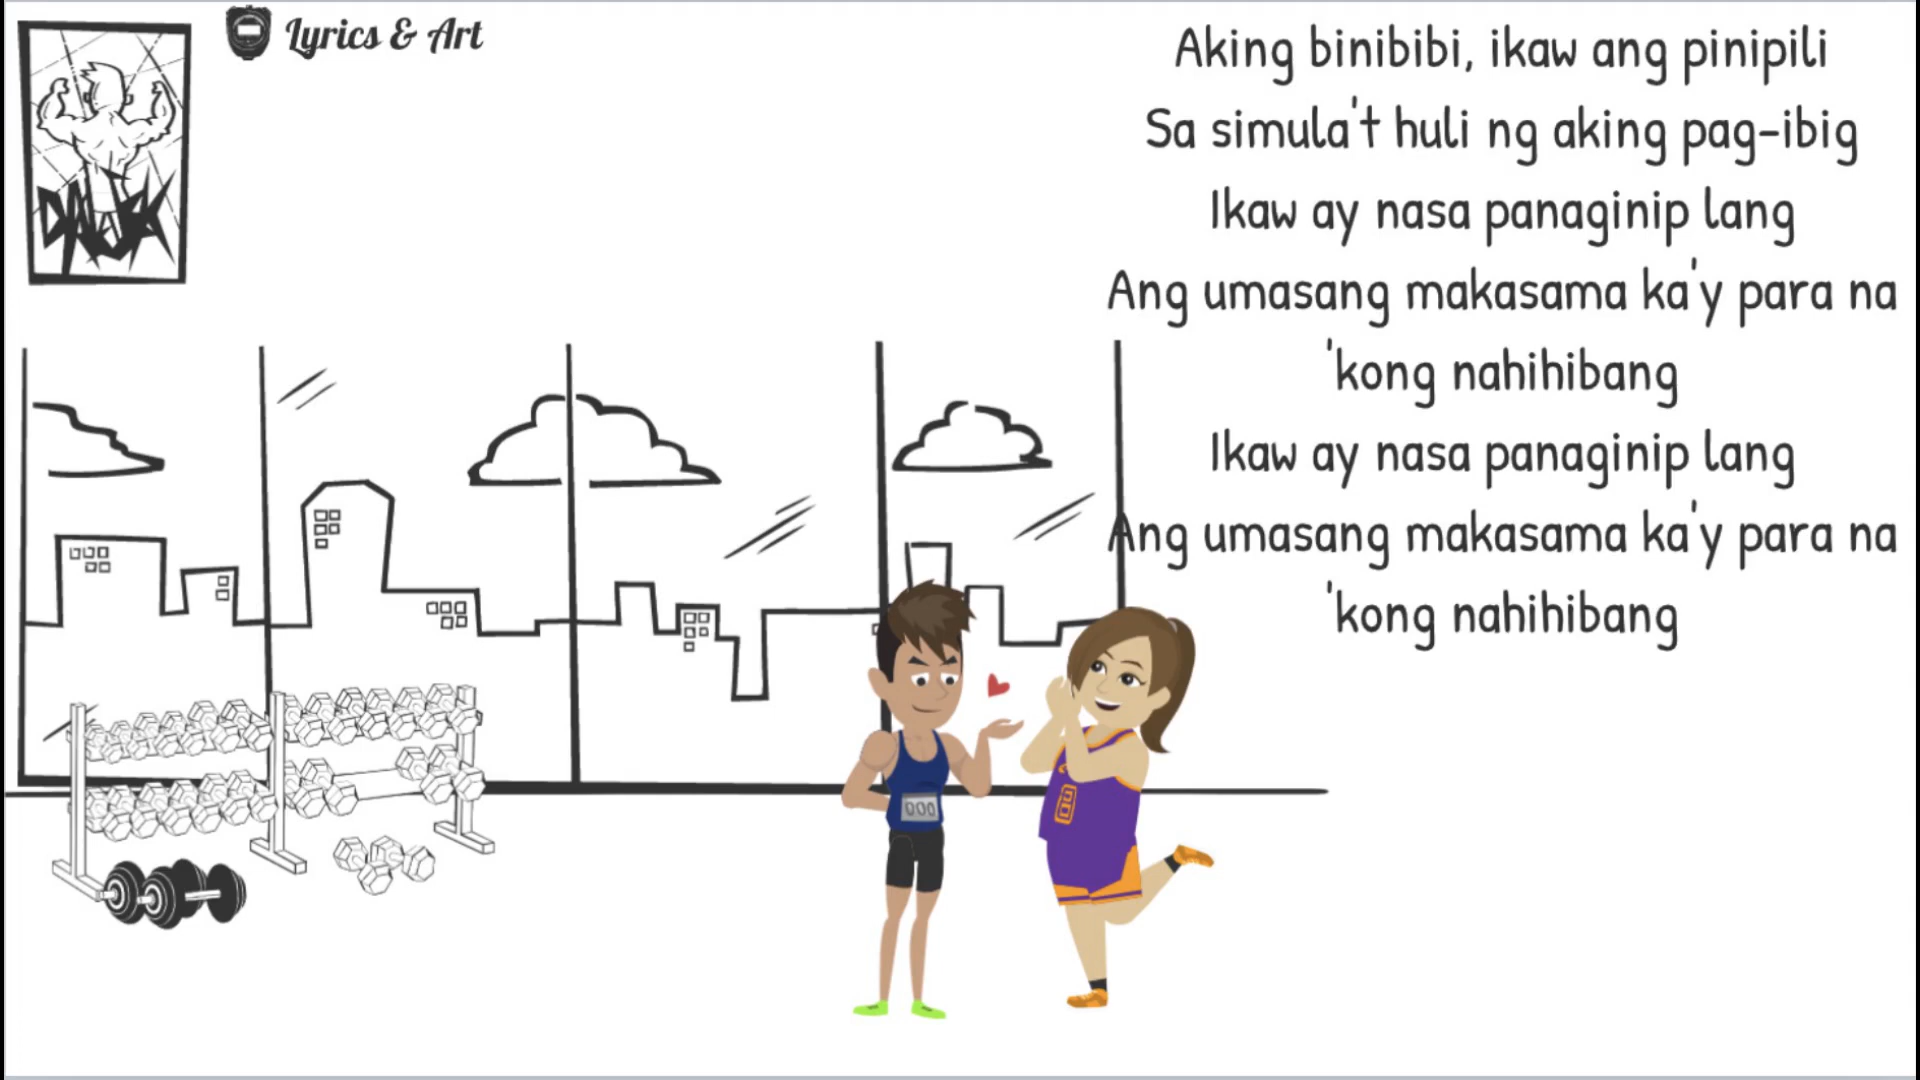 Lyrics & Art
Aking binibibi, ikaw ang pinipili
Sa simula't huli ng aking pag-ibig
Ikaw ay nasa panaginip lang
Ang umasang makasama ka'y para na
'kong nahihibang
Ikaw ay nasa panaginip lang
Ang umasang makasama ka'y para na
'kong nahihibang
000